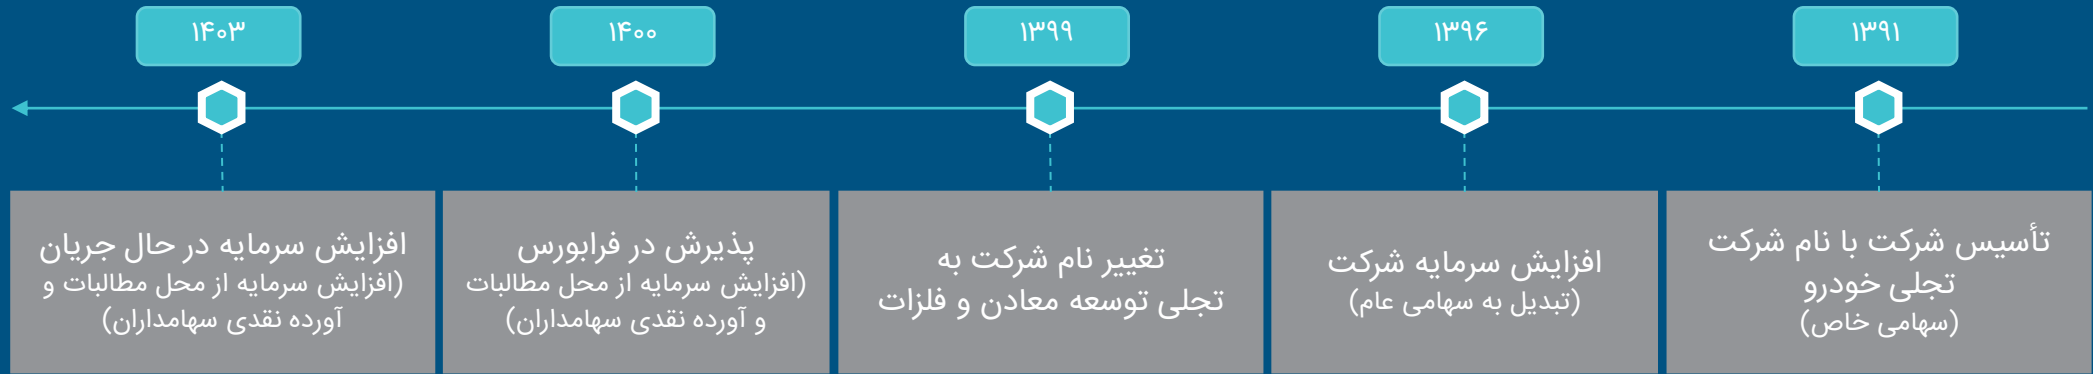 ۱۳۹۱
تأسیس شرکت با نام شرکت
تجلی خودرو
(سهامی خاص)
۱۳۹۶
افزایش سرمایه شرکت
(تبدیل به سهامی عام)
۱۳۹۹
تغییر نام شرکت به
تجلی توسعه معادن و فلزات
۱۴۰۰
پذیرش در فرابورس
(افزایش سرمایه از محل مطالبات
و آورده نقدی سهامداران)
۱۴۰۳
افزایش سرمایه در حال جریان
(افزایش سرمایه از محل مطالبات و
آورده نقدی سهامداران)